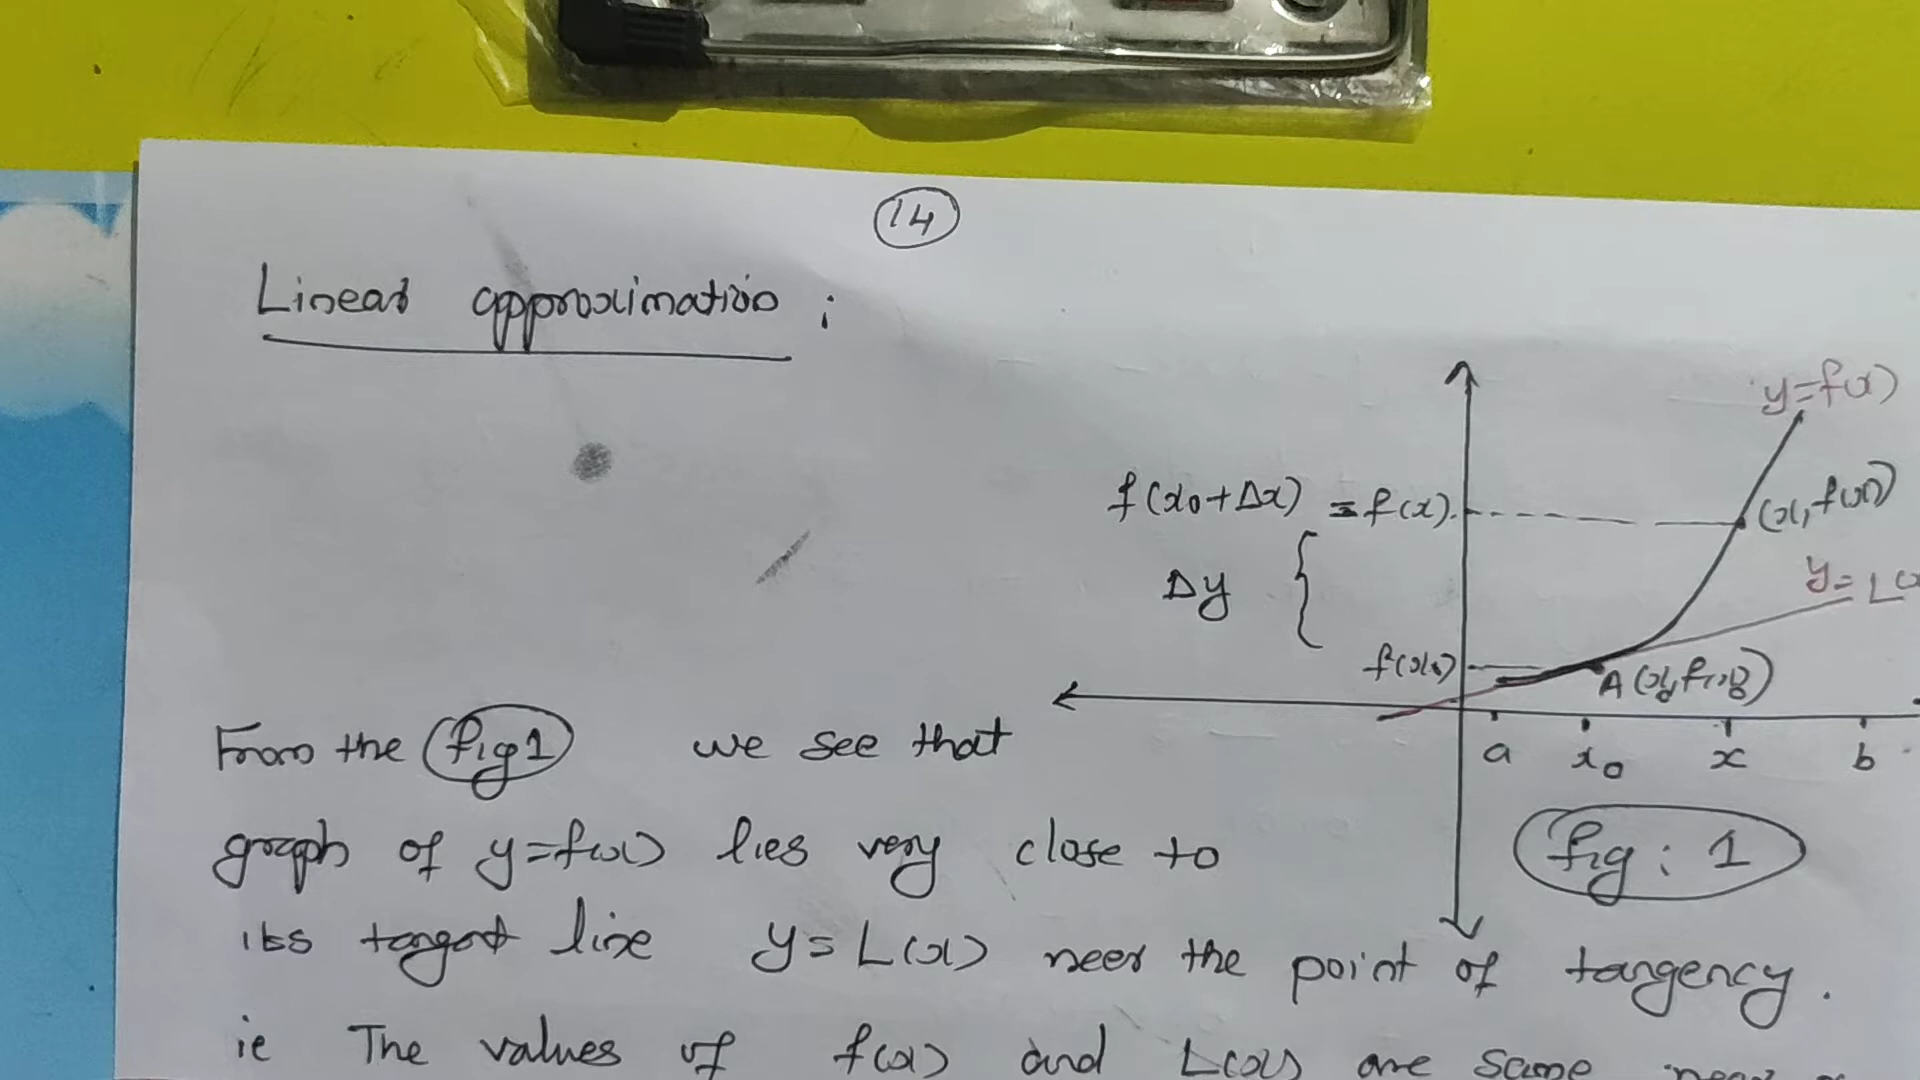 14
Linear approximation :
y=f(x)
f(x₀+Δx) = f(x)
(x, f(x))
Δy
y= L(x
f(x₀)
A (x₀, f(x₀))
a x₀ x b
fig : 1
From the fig 1 we see that
graph of y=f(x) lies very close to
its tangent line y= L(x) near the point of tangency.
ie The values of f(x) and L(x) are same near